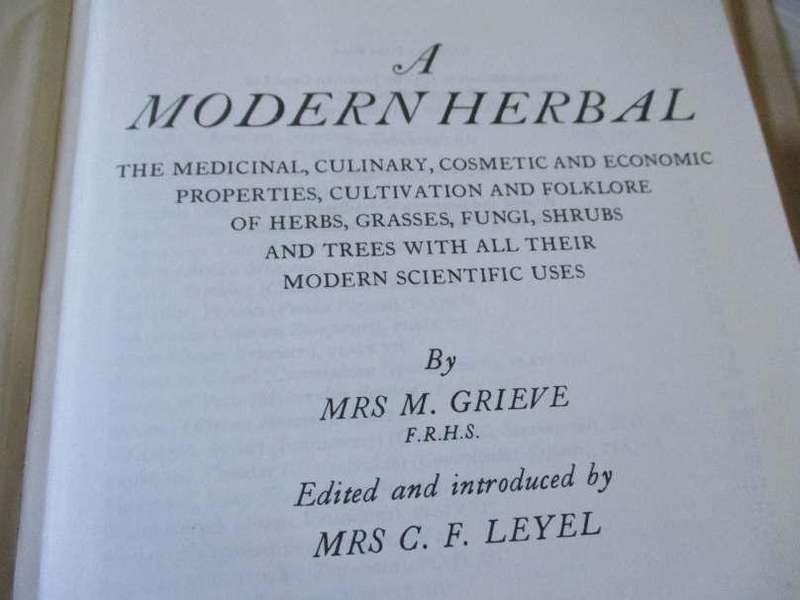 A
MODERN HERBAL
THE MEDICINAL, CULINARY, COSMETIC AND ECONOMIC
PROPERTIES, CULTIVATION AND FOLKLORE
OF HERBS, GRASSES, FUNGI, SHRUBS
AND TREES WITH ALL THEIR
MODERN SCIENTIFIC USES
By
MRS M. GRIEVE
F.R.H.S.
Edited and introduced by
MRS C. F. LEYEL